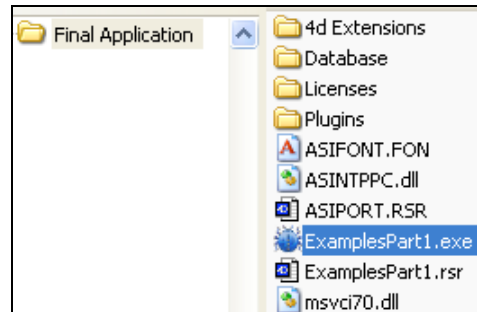 Final Application
4d Extensions
Database
Licenses
Plugins
ASIFONT.FON
ASINTPPC.dll
ASIPORT.RSR
ExamplesPart1.exe
ExamplesPart1.rsr
msvci70.dll